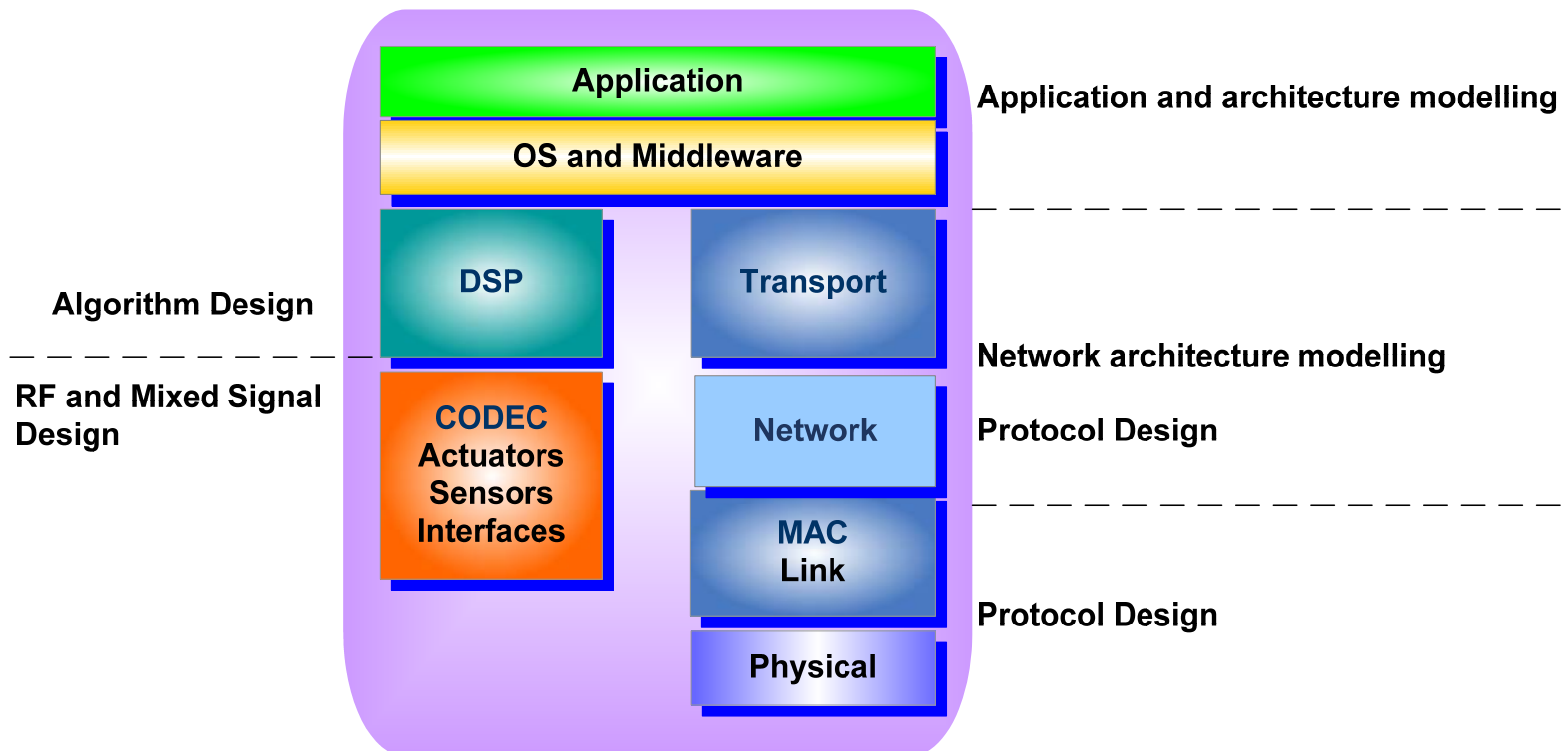 Application
Application and architecture modelling
OS and Middleware
DSP
Transport
Algorithm Design
Network architecture modelling
RF and Mixed Signal
Design
CODEC
Actuators
Sensors
Interfaces
Network
Protocol Design
MAC
Link
Protocol Design
Physical